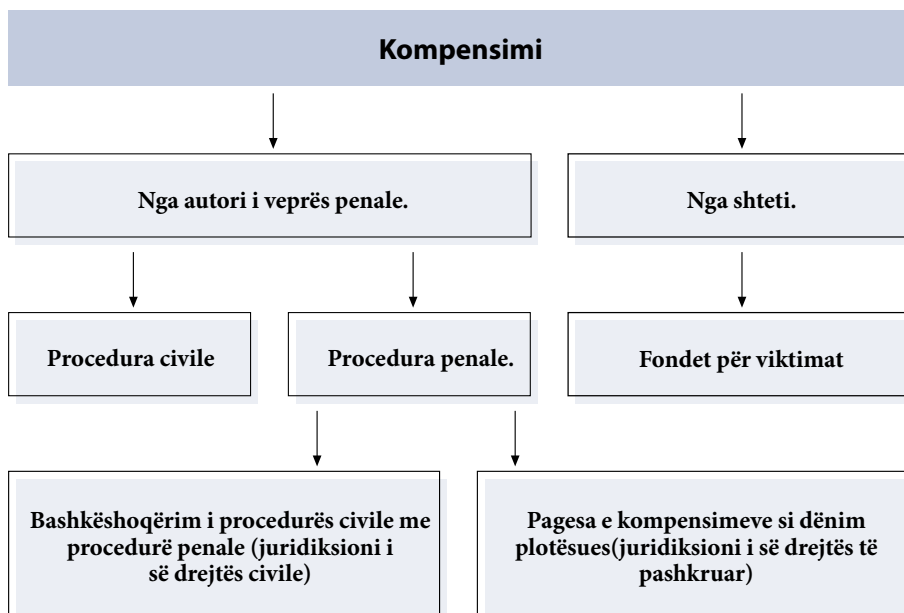 Kompensimi
Nga autori i veprës penale.
Nga shteti.
Procedura civile
Procedura penale.
Fondet për viktimat
Bashkëshoqërim i procedurës civile me
procedurë penale (juridiksioni i
së drejtës civile)
Pagesa e kompensimeve si dënim
plotësues(juridiksioni i së drejtës të
pashkruar)